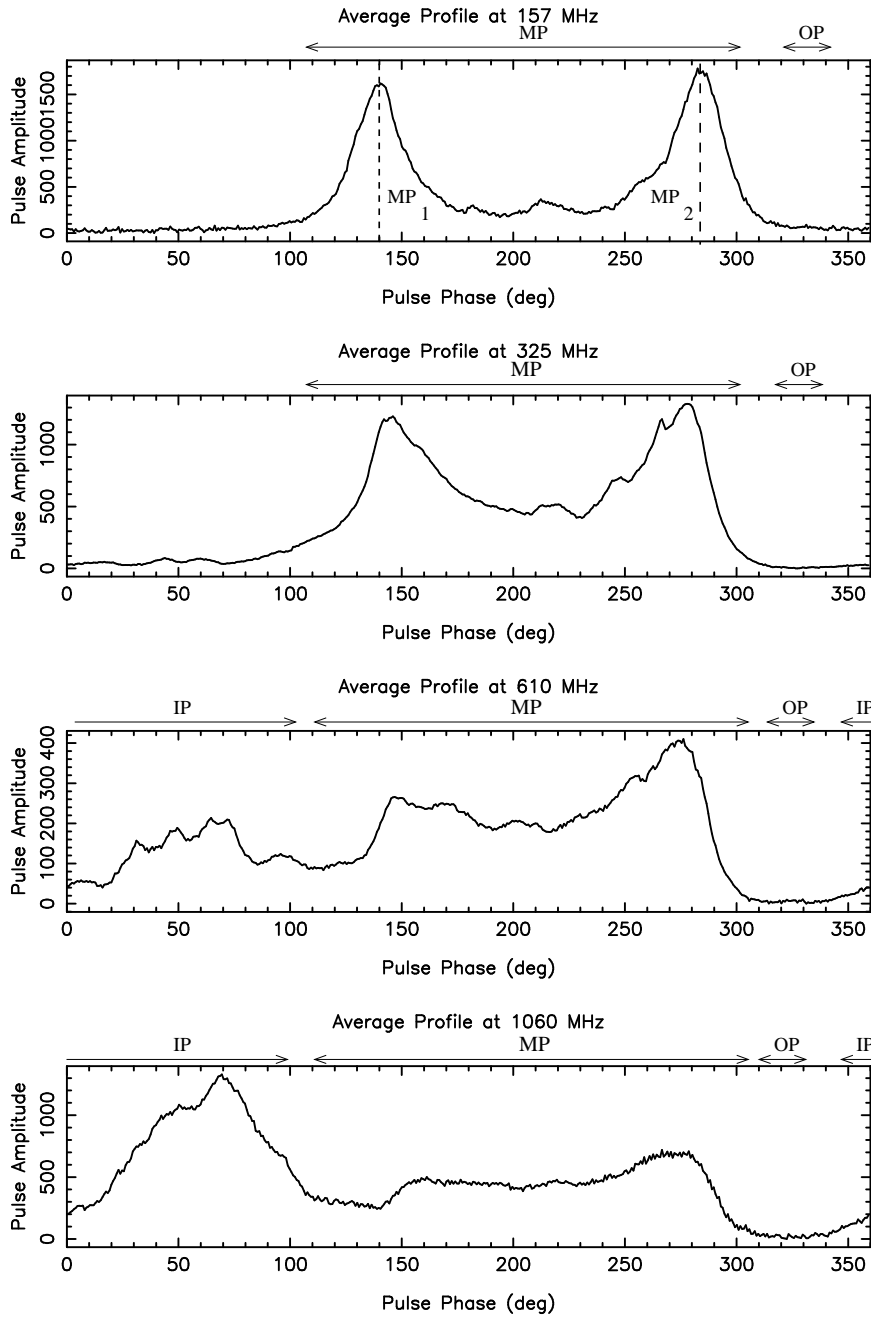 Average Profile at 157 MHz
MP OP
Pulse Amplitude
0 500 1000 1500
MP 1 MP 2
0 50 100 150 200 250 300 350
Pulse Phase (deg)
Average Profile at 325 MHz
MP OP
Pulse Amplitude
0 500 1000
0 50 100 150 200 250 300 350
Pulse Phase (deg)
Average Profile at 610 MHz
IP MP OP IP
Pulse Amplitude
0 100 200 300 400
0 50 100 150 200 250 300 350
Pulse Phase (deg)
Average Profile at 1060 MHz
IP MP OP IP
Pulse Amplitude
0 500 1000
0 50 100 150 200 250 300 350
Pulse Phase (deg)